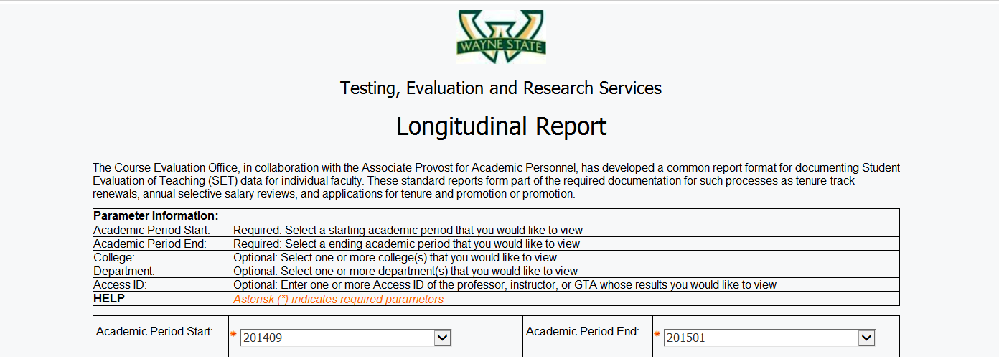 WAYNE STATE
Testing, Evaluation and Research Services
Longitudinal Report
The Course Evaluation Office, in collaboration with the Associate Provost for Academic Personnel, has developed a common report format for documenting Student
Evaluation of Teaching (SET) data for individual faculty. These standard reports form part of the required documentation for such processes as tenure-track
renewals, annual selective salary reviews, and applications for tenure and promotion or promotion.
Parameter Information:
Academic Period Start: Required: Select a starting academic period that you would like to view
Academic Period End: Required: Select a ending academic period that you would like to view
College: Optional: Select one or more college(s) that you would like to view
Department: Optional: Select one or more department(s) that you would like to view
Access ID: Optional: Enter one or more Access ID of the professor, instructor, or GTA whose results you would like to view
HELP Asterisk (*) indicates required parameters
Academic Period Start: * 201409 Academic Period End: * 201501